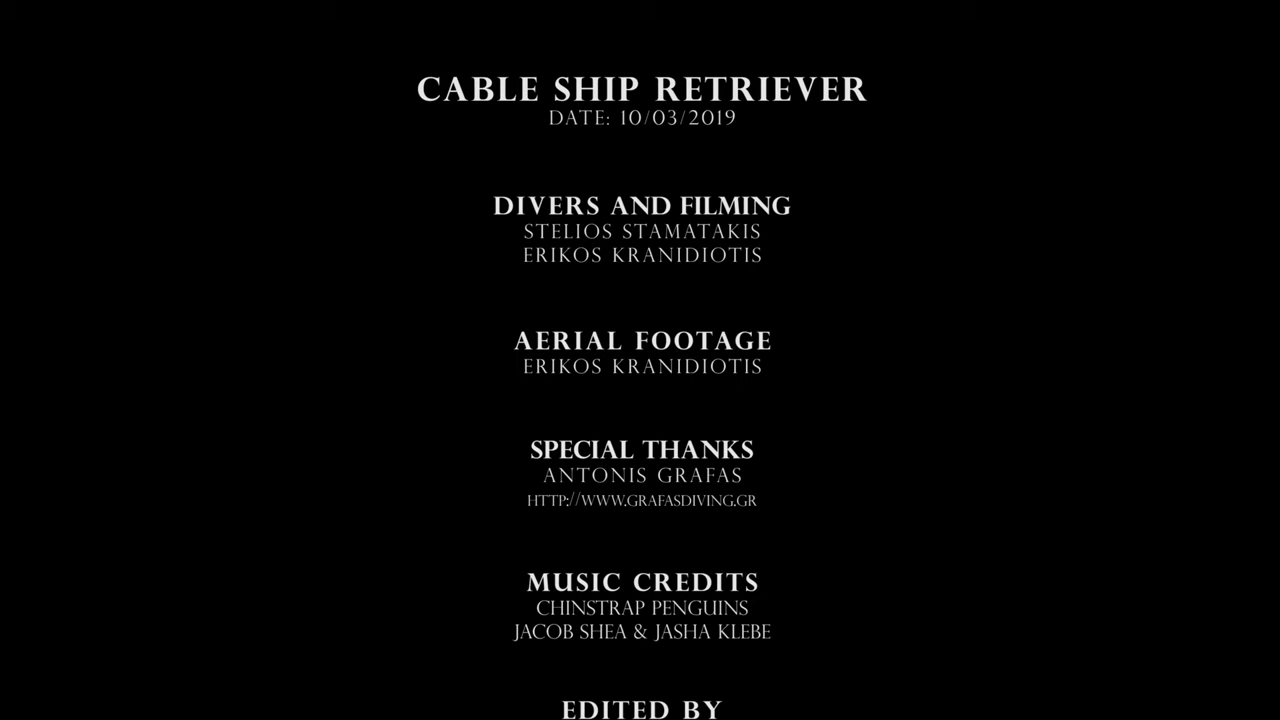 CABLE SHIP RETRIEVER
DATE: 10/03/2019
DIVERS AND FILMING
STELIOS STAMATAKIS
ERIKOS KRANIDIOTIS
AERIAL FOOTAGE
ERIKOS KRANIDIOTIS
SPECIAL THANKS
ANTONIS GRAFAS
HTTP://WWW.GRAFASDIVING.GR
MUSIC CREDITS
CHINSTRAP PENGUINS
JACOB SHEA & JASHA KLEBE
EDITED BY